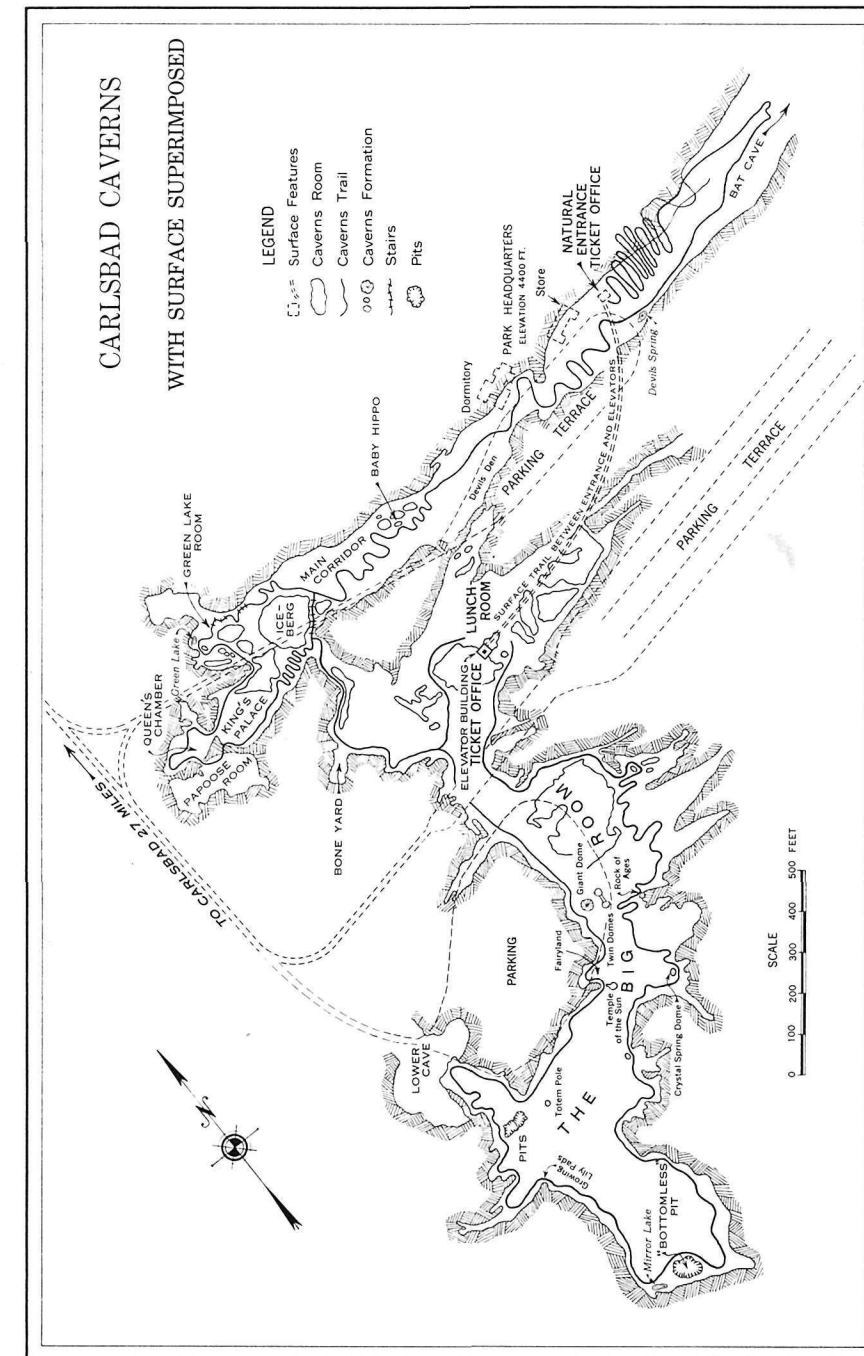 CARLSBAD CAVERNS
WITH SURFACE SUPERIMPOSED
LEGEND
Surface Features
Caverns Room
Caverns Trail
Caverns Formation
Stairs
Pits
TO CARLSBAD 27 MILES
N
QUEEN'S
CHAMBER
Green Lake
GREEN LAKE
ROOM
KING'S
PALACE
PAPOOSE
ROOM
ICE-
BERG
MAIN
CORRIDOR
BABY HIPPO
BONE YARD
Dormitory
Devils Den
PARK HEADQUARTERS
ELEVATION 4400 FT.
Store
NATURAL
ENTRANCE
TICKET OFFICE
BAT CAVE
Devils Spring
PARKING TERRACE
PARKING TERRACE
SURFACE TRAIL BETWEEN ENTRANCE AND ELEVATORS
LUNCH
ROOM
ELEVATOR BUILDING
TICKET OFFICE
PARKING
LOWER
CAVE
PITS
Totem Pole
Growing
Lily Pads
THE BIG ROOM
Fairyland
Giant Dome
Twin Domes
Rock of
Ages
Temple
of the Sun
Crystal Spring Dome
Mirror Lake
"BOTTOMLESS"
PIT
SCALE
0 100 200 300 400 500 FEET